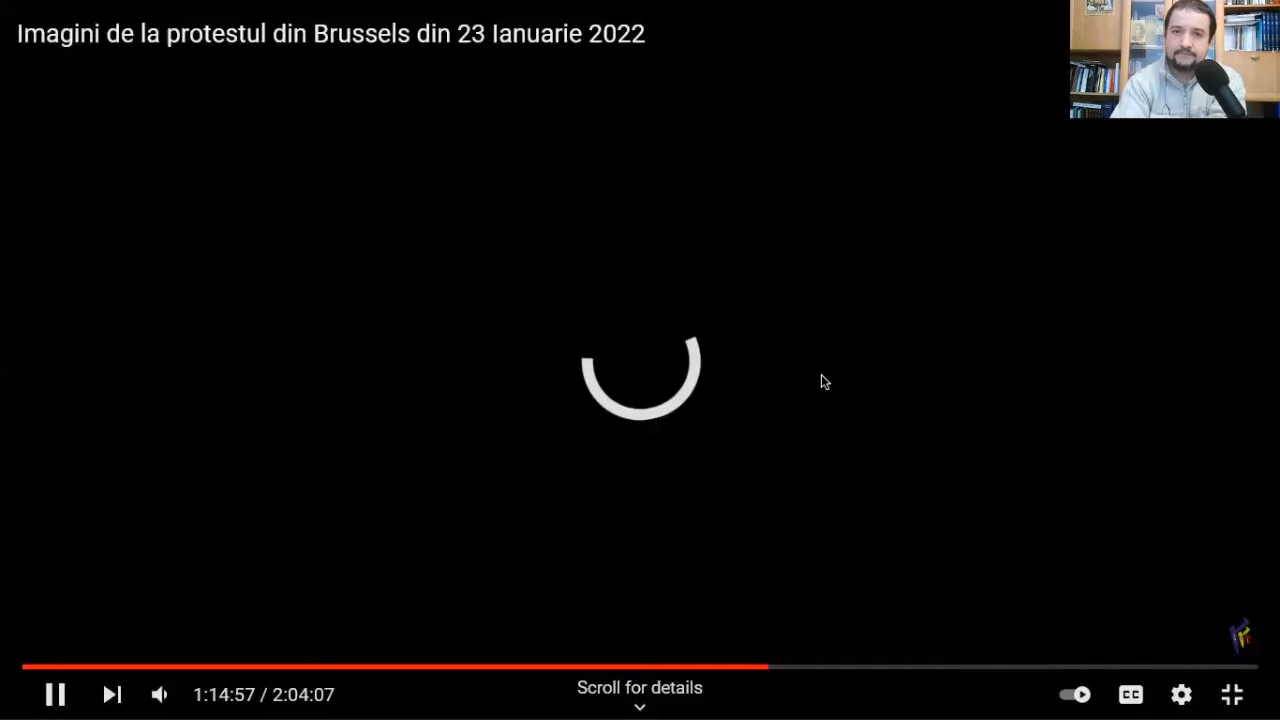 Imagini de la protestul din Brussels din 23 Ianuarie 2022
1:14:57 / 2:04:07
Scroll for details
CC